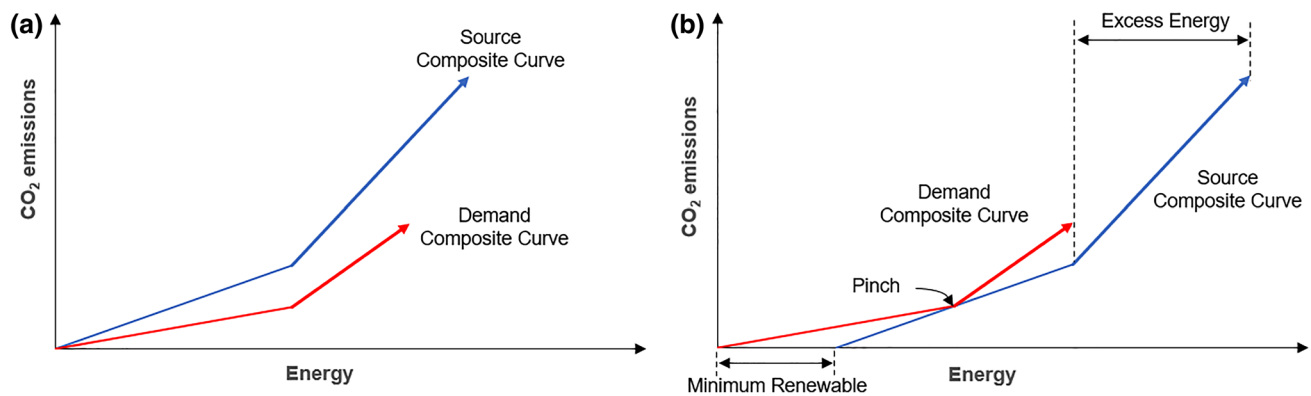 (a)
CO2 emissions
Source
Composite Curve
Demand
Composite Curve
Energy
(b)
CO2 emissions
Excess Energy
Demand
Composite Curve
Source
Composite Curve
Pinch
Minimum Renewable
Energy